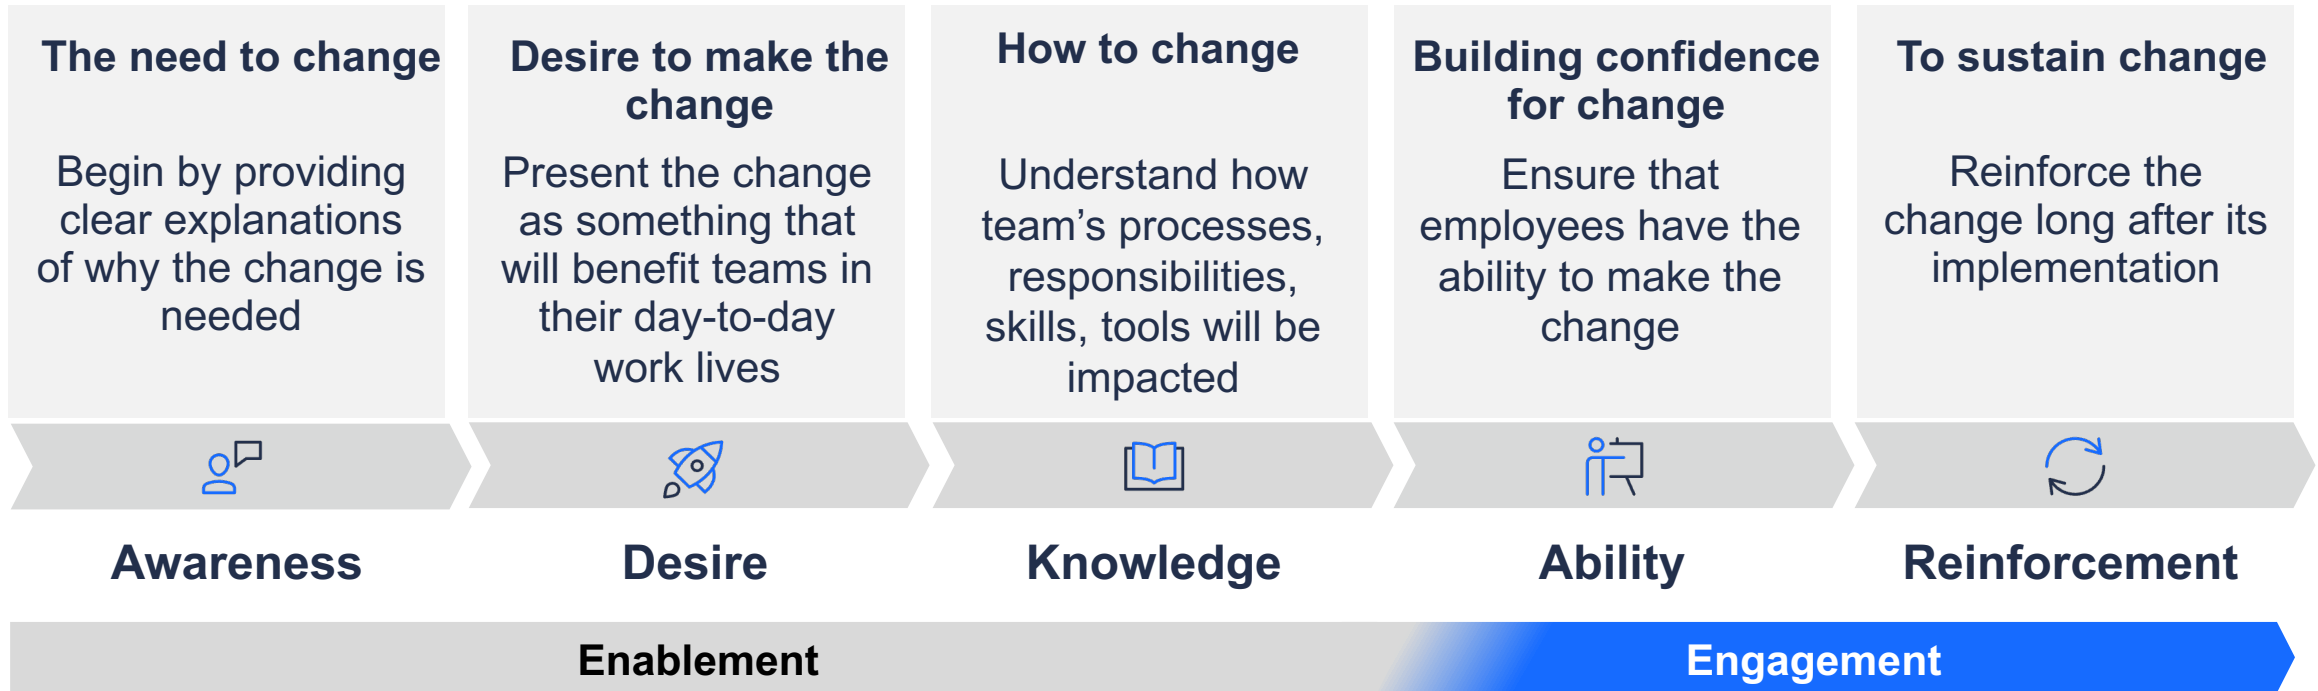 The need to change
Begin by providing
clear explanations
of why the change is
needed
Desire to make the
change
Present the change
as something that
will benefit teams in
their day-to-day
work lives
How to change
Understand how
team’s processes,
responsibilities,
skills, tools will be
impacted
Building confidence
for change
Ensure that
employees have the
ability to make the
change
To sustain change
Reinforce the
change long after its
implementation
Awareness
Desire
Knowledge
Ability
Reinforcement
Enablement
Engagement